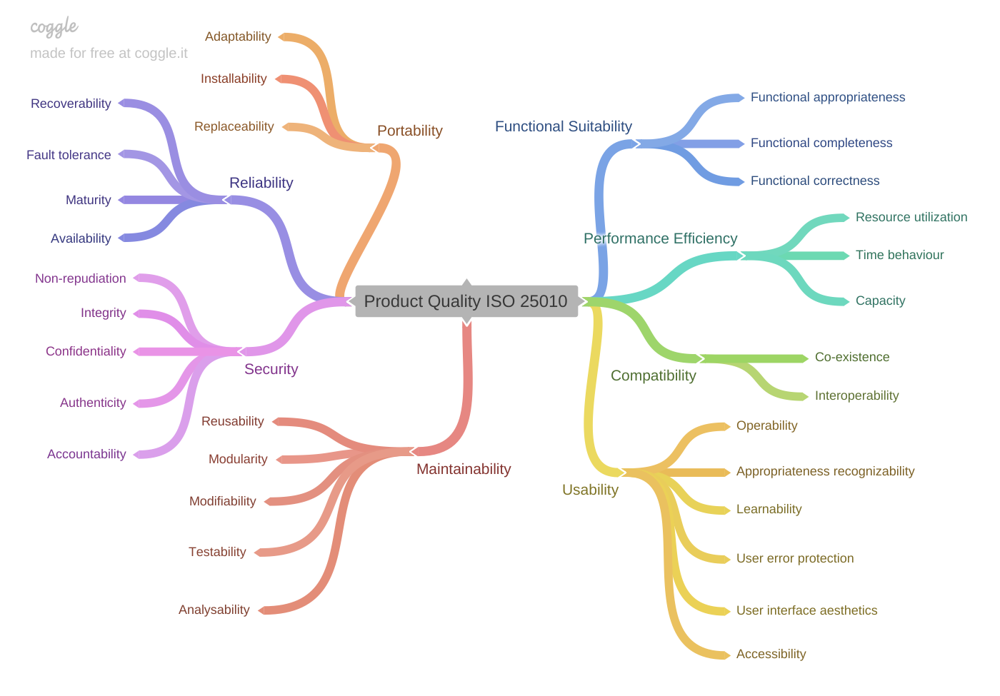 coggle
made for free at coggle.it
Product Quality ISO 25010
Portability
Adaptability
Installability
Replaceability
Reliability
Recoverability
Fault tolerance
Maturity
Availability
Security
Non-repudiation
Integrity
Confidentiality
Authenticity
Accountability
Maintainability
Reusability
Modularity
Modifiability
Testability
Analysability
Functional Suitability
Functional appropriateness
Functional completeness
Functional correctness
Performance Efficiency
Resource utilization
Time behaviour
Capacity
Compatibility
Co-existence
Interoperability
Usability
Operability
Appropriateness recognizability
Learnability
User error protection
User interface aesthetics
Accessibility